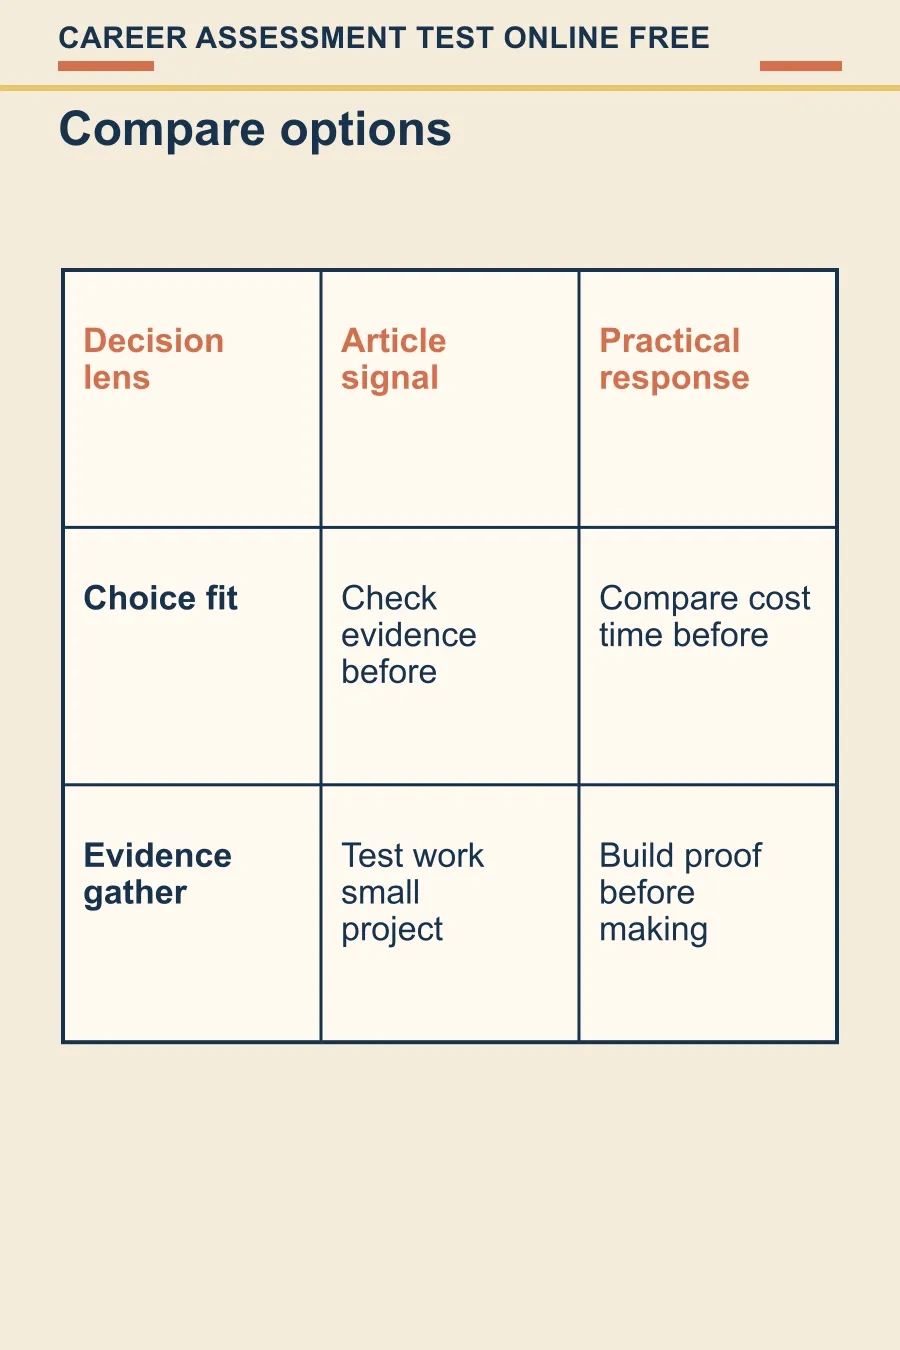 CAREER ASSESSMENT TEST ONLINE FREE
Compare options
Decision
lens
Article
signal
Practical
response
Choice fit
Check
evidence
before
Compare cost
time before
Evidence
gather
Test work
small
project
Build proof
before
making